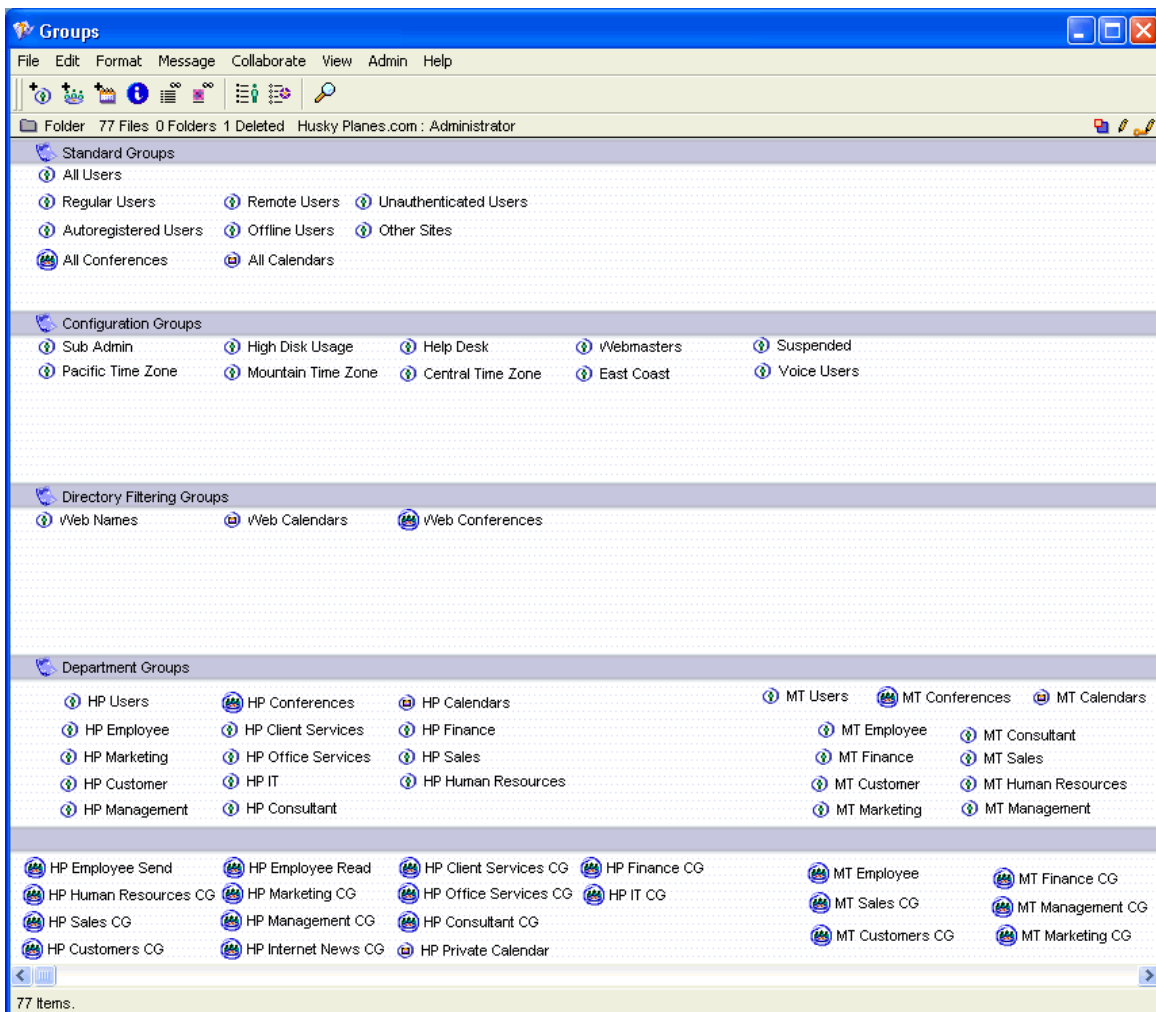 Groups
File Edit Format Message Collaborate View Admin Help
Folder 77 Files 0 Folders 1 Deleted Husky Planes.com : Administrator
Standard Groups
All Users
Regular Users Remote Users Unauthenticated Users
Autoregistered Users Offline Users Other Sites
All Conferences All Calendars
Configuration Groups
Sub Admin High Disk Usage Help Desk Webmasters Suspended
Pacific Time Zone Mountain Time Zone Central Time Zone East Coast Voice Users
Directory Filtering Groups
Web Names Web Calendars Web Conferences
Department Groups
HP Users HP Conferences HP Calendars MT Users MT Conferences MT Calendars
HP Employee HP Client Services HP Finance MT Employee MT Consultant
HP Marketing HP Office Services HP Sales MT Finance MT Sales
HP Customer HP IT HP Human Resources MT Customer MT Human Resources
HP Management HP Consultant MT Marketing MT Management
HP Employee Send HP Employee Read HP Client Services CG HP Finance CG MT Employee MT Finance CG
HP Human Resources CG HP Marketing CG HP Office Services CG HP IT CG MT Sales CG MT Management CG
HP Sales CG HP Management CG HP Consultant CG MT Customers CG MT Marketing CG
HP Customers CG HP Internet News CG HP Private Calendar
77 Items.